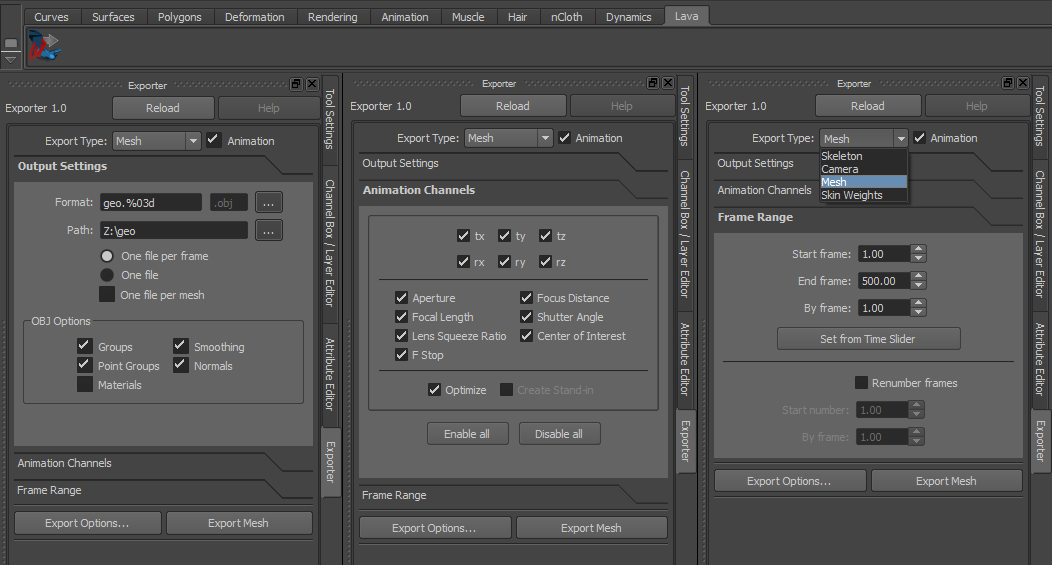 Curves Surfaces Polygons Deformation Rendering Animation Muscle Hair nCloth Dynamics Lava
Exporter
Exporter 1.0 Reload Help
Export Type: Mesh Animation
Output Settings
Format: geo.%03d .obj ...
Path: Z:\geo ...
One file per frame
One file
One file per mesh
OBJ Options
Groups Smoothing
Point Groups Normals
Materials
Animation Channels
Frame Range
Export Options... Export Mesh
Tool Settings
Channel Box / Layer Editor
Attribute Editor
Exporter
Exporter
Exporter 1.0 Reload Help
Export Type: Mesh Animation
Output Settings
Animation Channels
tx ty tz
rx ry rz
Aperture Focus Distance
Focal Length Shutter Angle
Lens Squeeze Ratio Center of Interest
F Stop
Optimize Create Stand-in
Enable all Disable all
Frame Range
Export Options... Export Mesh
Tool Settings
Channel Box / Layer Editor
Attribute Editor
Exporter
Exporter
Exporter 1.0 Reload Help
Export Type: Mesh Animation
Skeleton
Camera
Mesh
Skin Weights
Output Settings
Animation Channels
Frame Range
Start frame: 1.00
End frame: 500.00
By frame: 1.00
Set from Time Slider
Renumber frames
Start number: 1.00
By frame: 1.00
Export Options... Export Mesh
Tool Settings
Channel Box / Layer Editor
Attribute Editor
Exporter